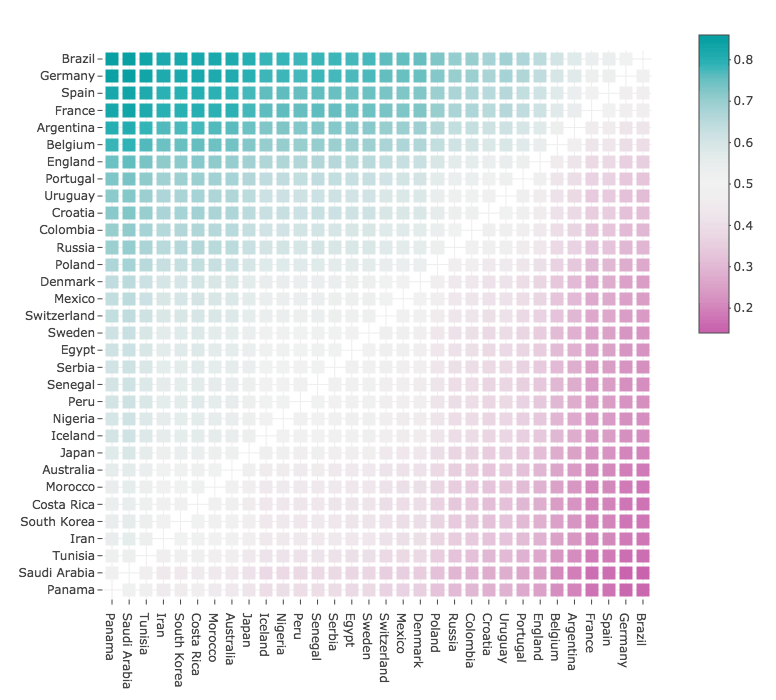 Brazil
Germany
Spain
France
Argentina
Belgium
England
Portugal
Uruguay
Croatia
Colombia
Russia
Poland
Denmark
Mexico
Switzerland
Sweden
Egypt
Serbia
Senegal
Peru
Nigeria
Iceland
Japan
Australia
Morocco
Costa Rica
South Korea
Iran
Tunisia
Saudi Arabia
Panama
Panama
Saudi Arabia
Tunisia
Iran
South Korea
Costa Rica
Morocco
Australia
Japan
Iceland
Nigeria
Peru
Senegal
Serbia
Egypt
Sweden
Switzerland
Mexico
Denmark
Poland
Russia
Colombia
Croatia
Uruguay
Portugal
England
Belgium
Argentina
France
Spain
Germany
Brazil
0.8
0.7
0.6
0.5
0.4
0.3
0.2